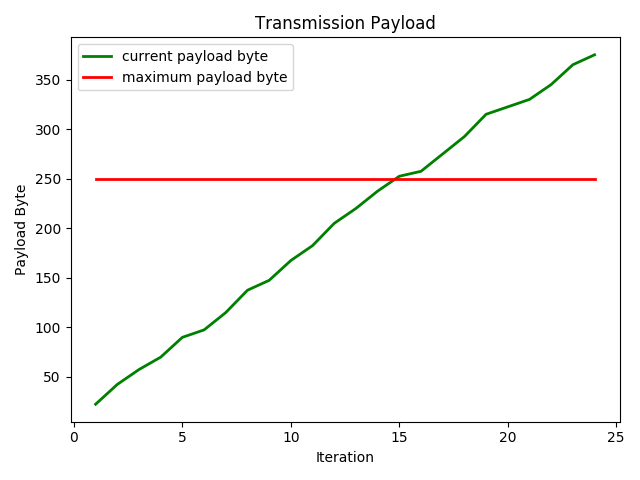 Transmission Payload
current payload byte
maximum payload byte
350
300
250
200
150
100
50
Payload Byte
0 5 10 15 20 25
Iteration